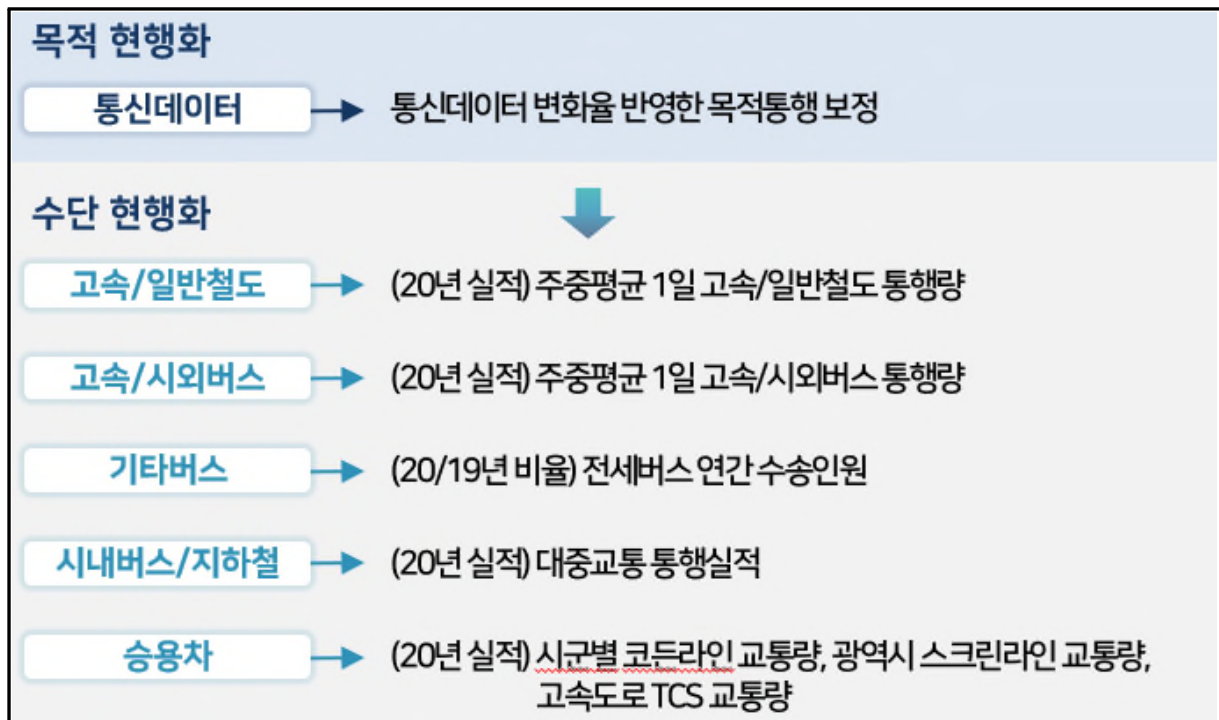 목적 현행화
통신데이터 통신데이터 변화율 반영한 목적통행 보정
수단 현행화
고속/일반철도 (20년 실적) 주중평균 1일 고속/일반철도 통행량
고속/시외버스 (20년 실적) 주중평균 1일 고속/시외버스 통행량
기타버스 (20/19년 비율) 전세버스 연간 수송인원
시내버스/지하철 (20년 실적) 대중교통 통행실적
승용차 (20년 실적) 시군별 코든라인 교통량, 광역시 스크린라인 교통량,
고속도로 TCS 교통량